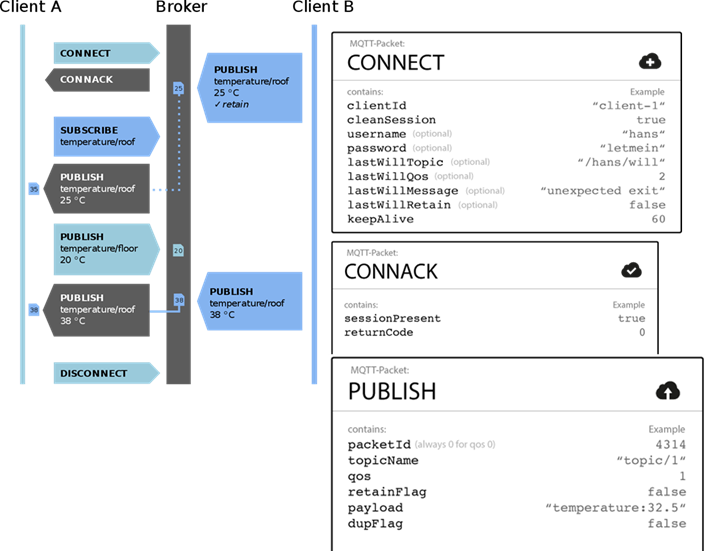 Client A
Broker
Client B
CONNECT
CONNACK
PUBLISH
temperature/roof
25 °C
✓ retain
25
SUBSCRIBE
temperature/roof
PUBLISH
temperature/roof
25 °C
35
PUBLISH
temperature/floor
20 °C
20
PUBLISH
temperature/roof
38 °C
38
38
PUBLISH
temperature/roof
38 °C
DISCONNECT
MQTT-Packet:
CONNECT
contains: Example
clientId "client-1"
cleanSession true
username (optional) "hans"
password (optional) "letmein"
lastWillTopic (optional) "/hans/will"
lastWillQos (optional) 2
lastWillMessage (optional) "unexpected exit"
lastWillRetain (optional) false
keepAlive 60
MQTT-Packet:
CONNACK
contains: Example
sessionPresent true
returnCode 0
MQTT-Packet:
PUBLISH
contains: Example
packetId (always 0 for qos 0) 4314
topicName "topic/1"
qos 1
retainFlag false
payload "temperature:32.5"
dupFlag false